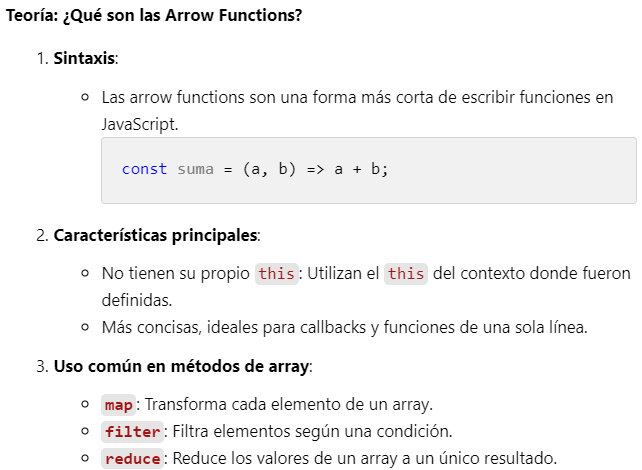 Teoría: ¿Qué son las Arrow Functions?
1. Sintaxis:
Las arrow functions son una forma más corta de escribir funciones en
JavaScript.
const suma = (a, b) => a + b;
2. Características principales:
No tienen su propio this: Utilizan el this del contexto donde fueron
definidas.
Más concisas, ideales para callbacks y funciones de una sola línea.
3. Uso común en métodos de array:
map: Transforma cada elemento de un array.
filter: Filtra elementos según una condición.
reduce: Reduce los valores de un array a un único resultado.